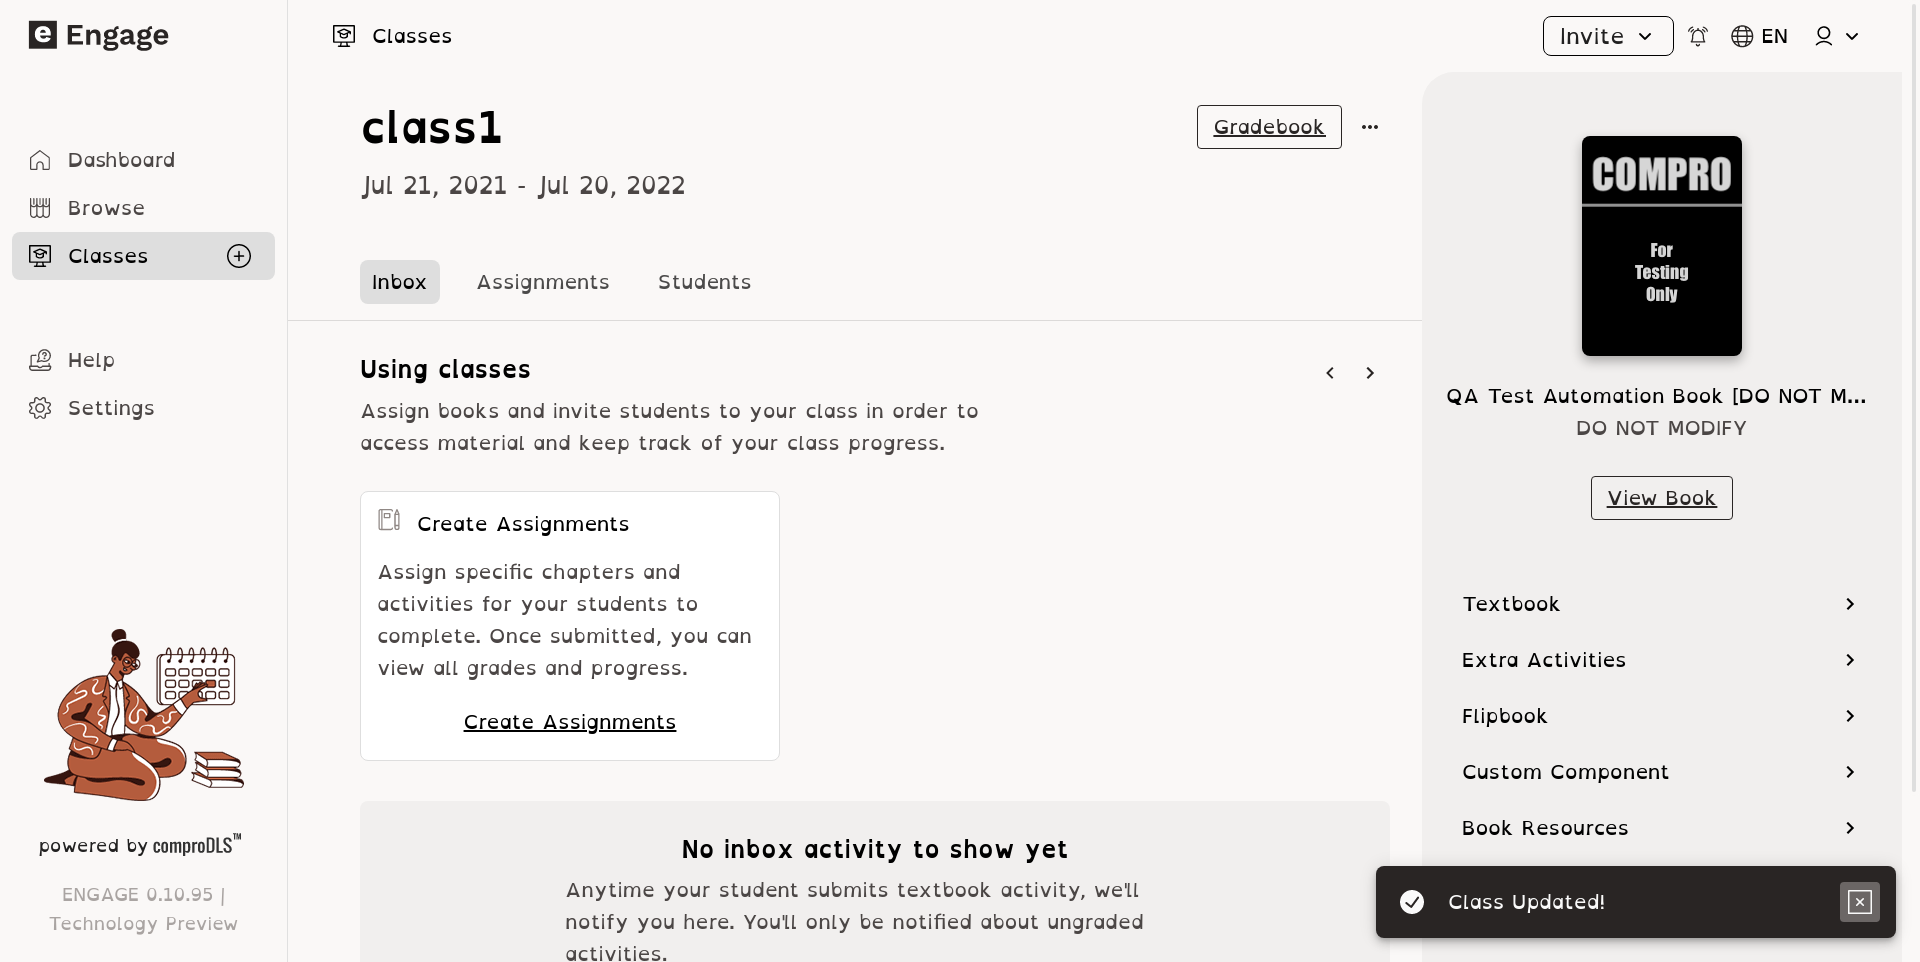 e Engage
Classes
Invite
EN
Dashboard
Browse
Classes
Help
Settings
powered by comproDLS™
ENGAGE 0.10.95 |
Technology Preview
class1
Gradebook
Jul 21, 2021 - Jul 20, 2022
Inbox
Assignments
Students
Using classes
Assign books and invite students to your class in order to
access material and keep track of your class progress.
Create Assignments
Assign specific chapters and
activities for your students to
complete. Once submitted, you can
view all grades and progress.
Create Assignments
No inbox activity to show yet
Anytime your student submits textbook activity, we'll
notify you here. You'll only be notified about ungraded
activities.
COMPRO
For
Testing
Only
QA Test Automation Book [DO NOT M...
DO NOT MODIFY
View Book
Textbook
Extra Activities
Flipbook
Custom Component
Book Resources
Class Updated!